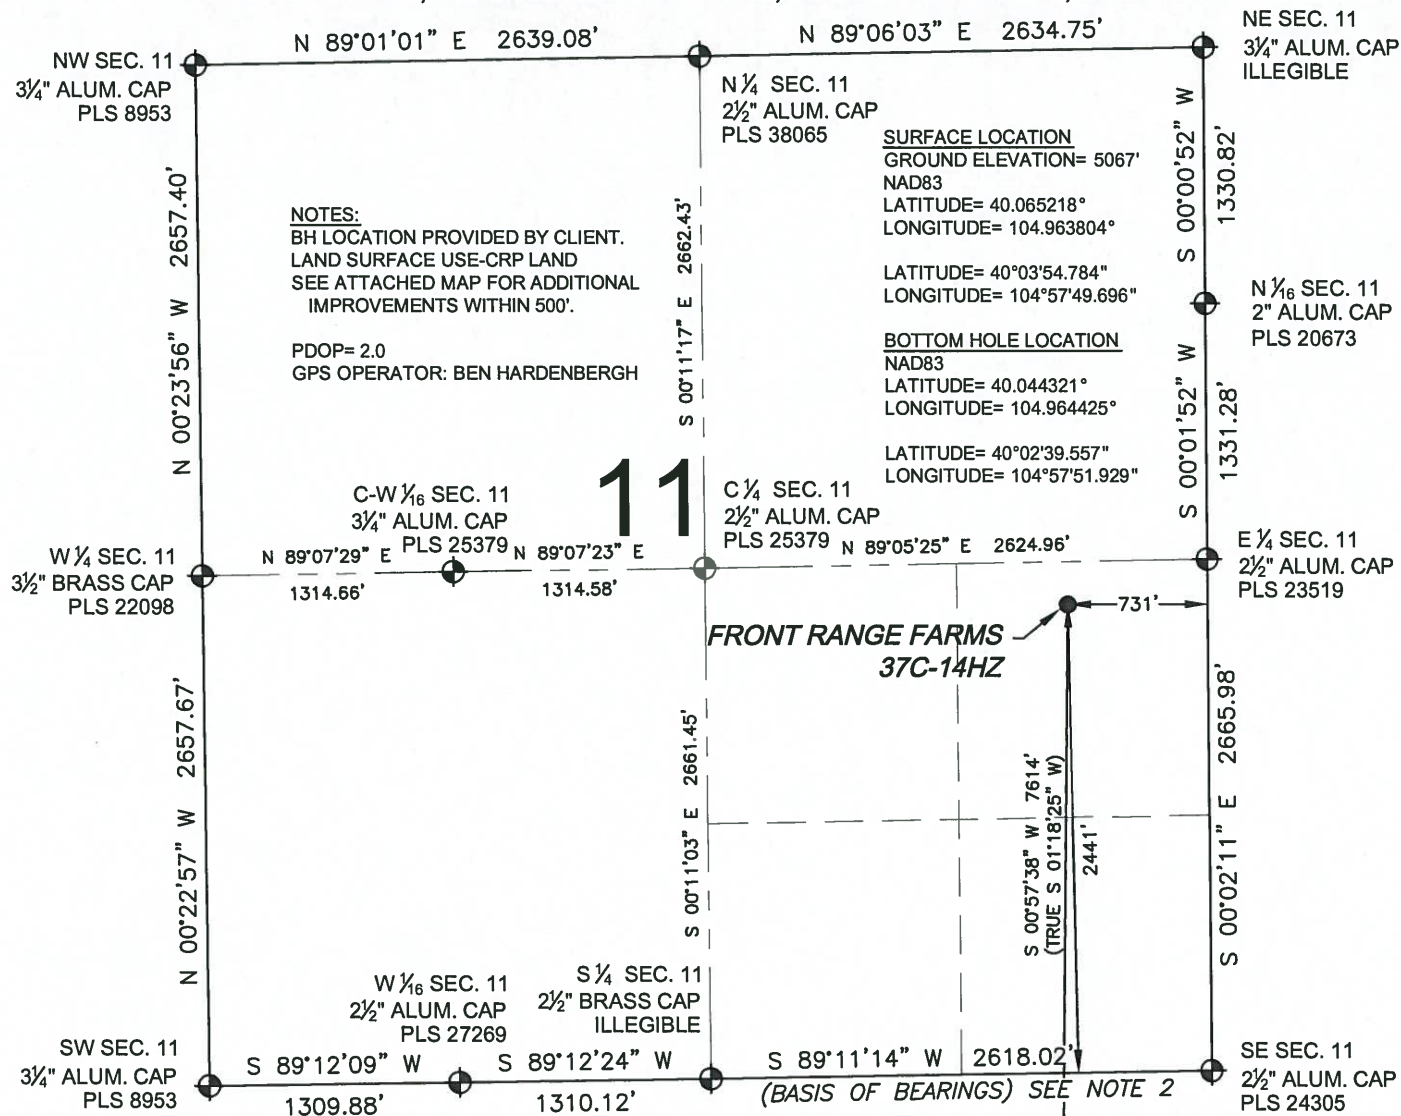 N 89°01'01" E 2639.08'
N 89°06'03" E 2634.75'
NW SEC. 11
3¼" ALUM. CAP
PLS 8953
N ¼ SEC. 11
2½" ALUM. CAP
PLS 38065
NE SEC. 11
3¼" ALUM. CAP
ILLEGIBLE
N 00°23'56" W 2657.40'
NOTES:
BH LOCATION PROVIDED BY CLIENT.
LAND SURFACE USE-CRP LAND
SEE ATTACHED MAP FOR ADDITIONAL
IMPROVEMENTS WITHIN 500'.
PDOP= 2.0
GPS OPERATOR: BEN HARDENBERGH
S 00°11'17" E 2662.43'
SURFACE LOCATION
GROUND ELEVATION= 5067'
NAD83
LATITUDE= 40.065218°
LONGITUDE= 104.963804°
LATITUDE= 40°03'54.784"
LONGITUDE= 104°57'49.696"
BOTTOM HOLE LOCATION
NAD83
LATITUDE= 40.044321°
LONGITUDE= 104.964425°
LATITUDE= 40°02'39.557"
LONGITUDE= 104°57'51.929"
S 00°00'52" W
1330.82'
N 1⁄16 SEC. 11
2" ALUM. CAP
PLS 20673
S 00°01'52" W
1331.28'
11
C-W 1⁄16 SEC. 11
3¼" ALUM. CAP
PLS 25379
C ¼ SEC. 11
2½" ALUM. CAP
PLS 25379
W ¼ SEC. 11
3½" BRASS CAP
PLS 22098
N 89°07'29" E
1314.66'
N 89°07'23" E
1314.58'
N 89°05'25" E 2624.96'
E ¼ SEC. 11
2½" ALUM. CAP
PLS 23519
731'
FRONT RANGE FARMS
37C-14HZ
N 00°22'57" W 2657.67'
S 00°11'03" E 2661.45'
S 00°57'38" W 7614'
(TRUE S 01°18'25" W)
2441'
S 00°02'11" E 2665.98'
W 1⁄16 SEC. 11
2½" ALUM. CAP
PLS 27269
S ¼ SEC. 11
2½" BRASS CAP
ILLEGIBLE
SW SEC. 11
3¼" ALUM. CAP
PLS 8953
S 89°12'09" W
1309.88'
S 89°12'24" W
1310.12'
S 89°11'14" W 2618.02'
(BASIS OF BEARINGS) SEE NOTE 2
SE SEC. 11
2½" ALUM. CAP
PLS 24305